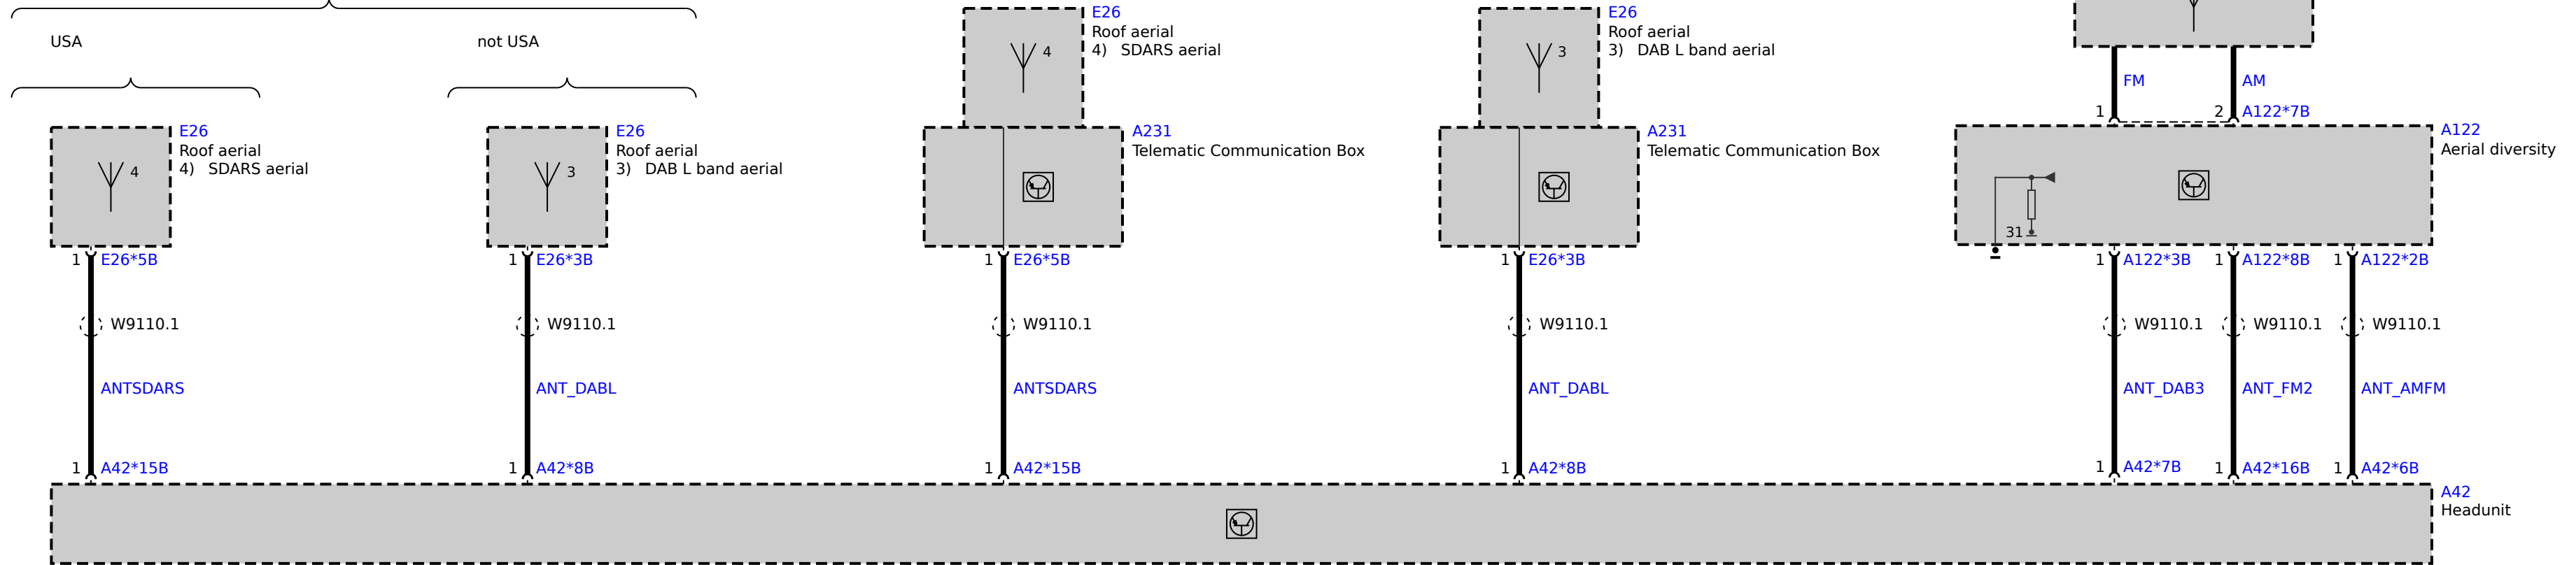 E26
Roof aerial
4) SDARS aerial
4
E26
Roof aerial
3) DAB L band aerial
3
USA
not USA
FM
AM
1
2
A122*7B
E26
Roof aerial
4) SDARS aerial
4
E26
Roof aerial
3) DAB L band aerial
3
A231
Telematic Communication Box
A231
Telematic Communication Box
A122
Aerial diversity
31
1 E26*5B
1 E26*3B
1 E26*5B
1 E26*3B
1 A122*3B
1 A122*8B
1 A122*2B
W9110.1
W9110.1
W9110.1
W9110.1
W9110.1
W9110.1
W9110.1
ANTSDARS
ANT_DABL
ANTSDARS
ANT_DABL
ANT_DAB3
ANT_FM2
ANT_AMFM
1 A42*15B
1 A42*8B
1 A42*15B
1 A42*8B
1 A42*7B
1 A42*16B
1 A42*6B
A42
Headunit